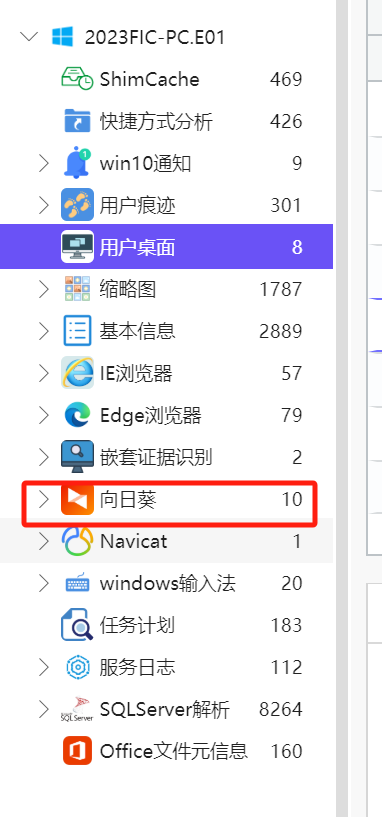 2023FIC-PC.E01
ShimCache 469
快捷方式分析 426
win10通知 9
用户痕迹 301
用户桌面 8
缩略图 1787
基本信息 2889
IE浏览器 57
Edge浏览器 79
嵌套证据识别 2
向日葵 10
Navicat 1
windows输入法 20
任务计划 183
服务日志 112
SQLServer SQLServer解析 8264
Office文件元信息 160